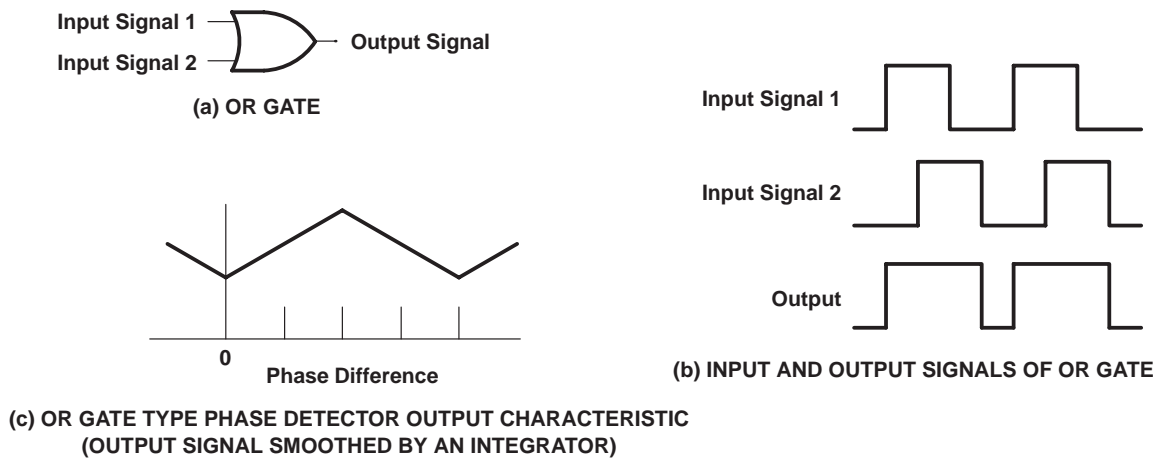 Input Signal 1
Input Signal 2
Output Signal
(a) OR GATE
Input Signal 1
Input Signal 2
Output
(b) INPUT AND OUTPUT SIGNALS OF OR GATE
0
Phase Difference
(c) OR GATE TYPE PHASE DETECTOR OUTPUT CHARACTERISTIC
(OUTPUT SIGNAL SMOOTHED BY AN INTEGRATOR)